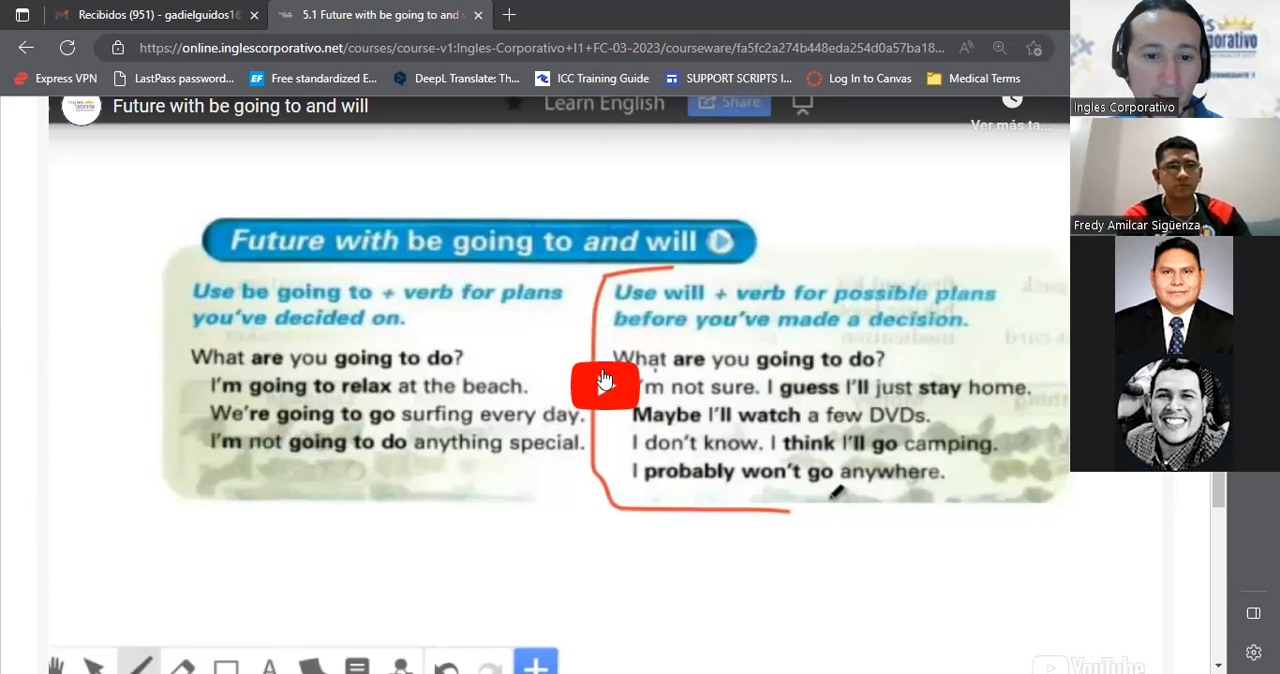 Recibidos (951) - gadielguidos1@
5.1 Future with be going to and
https://online.inglescorporativo.net/courses/course-v1:Ingles-Corporativo+I1+FC-03-2023/courseware/fa5fc2a274b448eda254d0a57ba18...
Express VPN
LastPass password...
Free standardized E...
DeepL Translate: Th...
ICC Training Guide
SUPPORT SCRIPTS I...
Log In to Canvas
Medical Terms
Future with be going to and will
Learn English
Share
Ver más ta...
Future with be going to and will
Use be going to + verb for plans
you've decided on.
What are you going to do?
I'm going to relax at the beach.
We're going to go surfing every day.
I'm not going to do anything special.
Use will + verb for possible plans
before you've made a decision.
What are you going to do?
'm not sure. I guess I'll just stay home.
Maybe I'll watch a few DVDs.
I don't know. I think I'll go camping.
I probably won't go anywhere.
YouTube
Ingles Corporativo
Fredy Amilcar Sigüenza